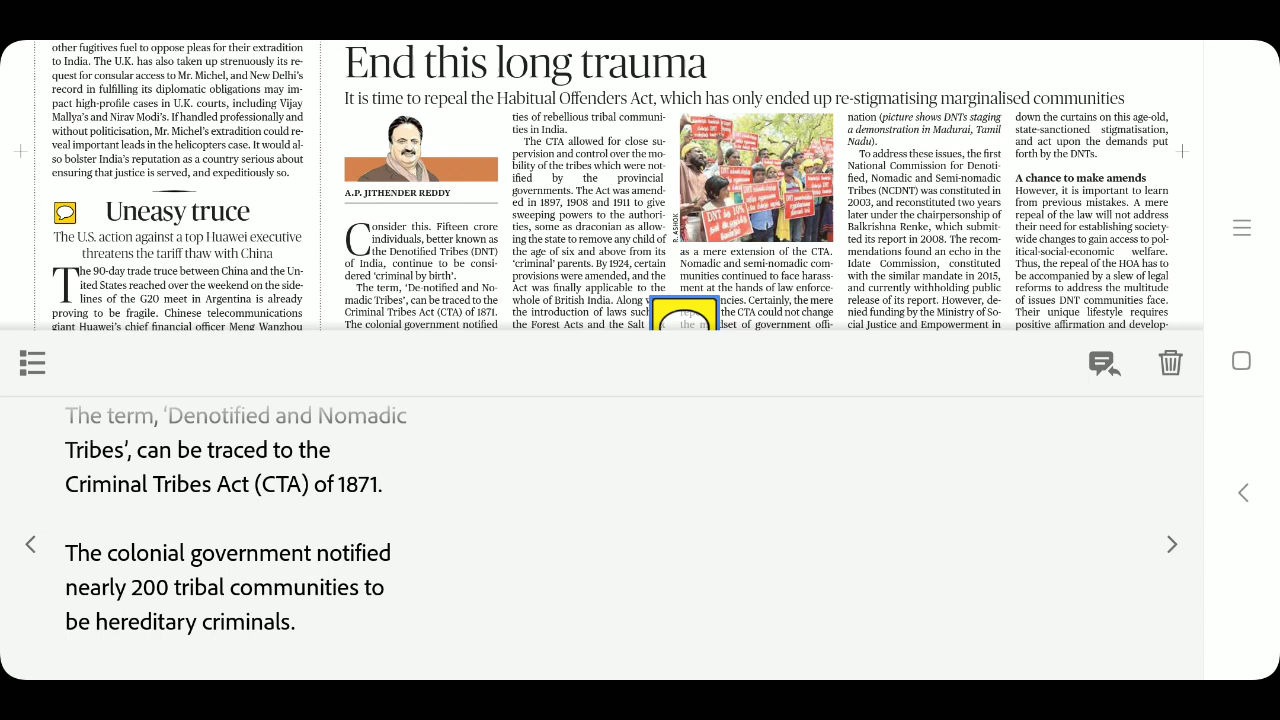 other fugitives fuel to oppose pleas for their extradition
to India. The U.K. has also taken up strenuously its re-
quest for consular access to Mr. Michel, and New Delhi's
record in fulfilling its diplomatic obligations may im-
pact high-profile cases in U.K. courts, including Vijay
Mallya's and Nirav Modi's. If handled professionally and
without politicisation, Mr. Michel's extradition could re-
veal important leads in the helicopters case. It would al-
so bolster India's reputation as a country serious about
ensuring that justice is served, and expeditiously so.
Uneasy truce
The U.S. action against a top Huawei executive
threatens the tariff thaw with China
The 90-day trade truce between China and the Un-
ited States reached over the weekend on the side-
lines of the G20 meet in Argentina is already
proving to be fragile. Chinese telecommunications
giant Huawei's chief financial officer Meng Wanzhou
End this long trauma
It is time to repeal the Habitual Offenders Act, which has only ended up re-stigmatising marginalised communities
A.P. JITHENDER REDDY
Consider this. Fifteen crore
individuals, better known as
the Denotified Tribes (DNT)
of India, continue to be consi-
dered 'criminal by birth'.
The term, 'De-notified and No-
madic Tribes', can be traced to the
Criminal Tribes Act (CTA) of 1871.
The colonial government notified
ties of rebellious tribal communi-
ties in India.
The CTA allowed for close su-
pervision and control over the mo-
bility of the tribes which were not-
ified by the provincial
governments. The Act was amend-
ed in 1897, 1908 and 1911 to give
sweeping powers to the authori-
ties, some as draconian as allow-
ing the state to remove any child of
the age of six and above from its
'criminal' parents. By 1924, certain
provisions were amended, and the
Act was finally applicable to the
whole of British India. Along
the introduction of laws such
the Forest Acts and the Salt
R. ASHOK
as a mere extension of the CTA.
Nomadic and semi-nomadic com-
munities continued to face harass-
ment at the hands of law enforce-
ncies. Certainly, the mere
the CTA could not change
the set of government offi-
nation (picture shows DNTs staging
a demonstration in Madurai, Tamil
Nadu).
To address these issues, the first
National Commission for Denoti-
fied, Nomadic and Semi-nomadic
Tribes (NCDNT) was constituted in
2003, and reconstituted two years
later under the chairpersonship of
Balkrishna Renke, which submit-
ted its report in 2008. The recom-
mendations found an echo in the
Idate Commission, constituted
with the similar mandate in 2015,
and currently withholding public
release of its report. However, de-
nied funding by the Ministry of So-
cial Justice and Empowerment in
down the curtains on this age-old,
state-sanctioned stigmatisation,
and act upon the demands put
forth by the DNTs.
A chance to make amends
However, it is important to learn
from previous mistakes. A mere
repeal of the law will not address
their need for establishing society-
wide changes to gain access to pol-
itical-social-economic welfare.
Thus, the repeal of the HOA has to
be accompanied by a slew of legal
reforms to address the multitude
of issues DNT communities face.
Their unique lifestyle requires
positive affirmation and develop-
The term, 'Denotified and Nomadic
Tribes', can be traced to the
Criminal Tribes Act (CTA) of 1871.
The colonial government notified
nearly 200 tribal communities to
be hereditary criminals.